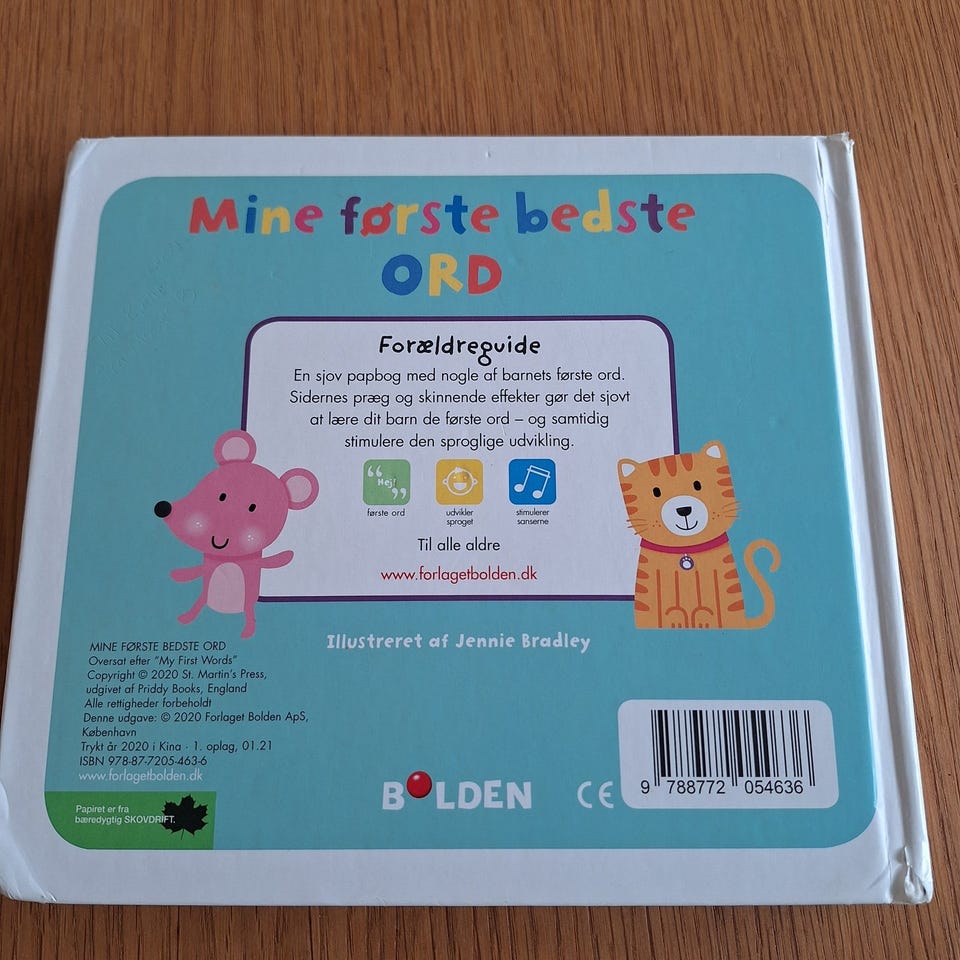 Mine første bedste
ORD
Forældreguide
En sjov papbog med nogle af barnets første ord.
Sidernes præg og skinnende effekter gør det sjovt
at lære dit barn de første ord – og samtidig
stimulere den sproglige udvikling.
“Hej!”
første ord
udvikler
sproget
stimulerer
sanserne
Til alle aldre
www.forlagetbolden.dk
Illustreret af Jennie Bradley
MINE FØRSTE BEDSTE ORD
Oversat efter “My First Words”
Copyright © 2020 St. Martin’s Press,
udgivet af Priddy Books, England
Alle rettigheder forbeholdt
Denne udgave: © 2020 Forlaget Bolden ApS,
København
Trykt år 2020 i Kina · 1. oplag, 01.21
ISBN 978-87-7205-463-6
www.forlagetbolden.dk
Papiret er fra
bæredygtig SKOVDRIFT.
BOLDEN
CE
9 788772 054636